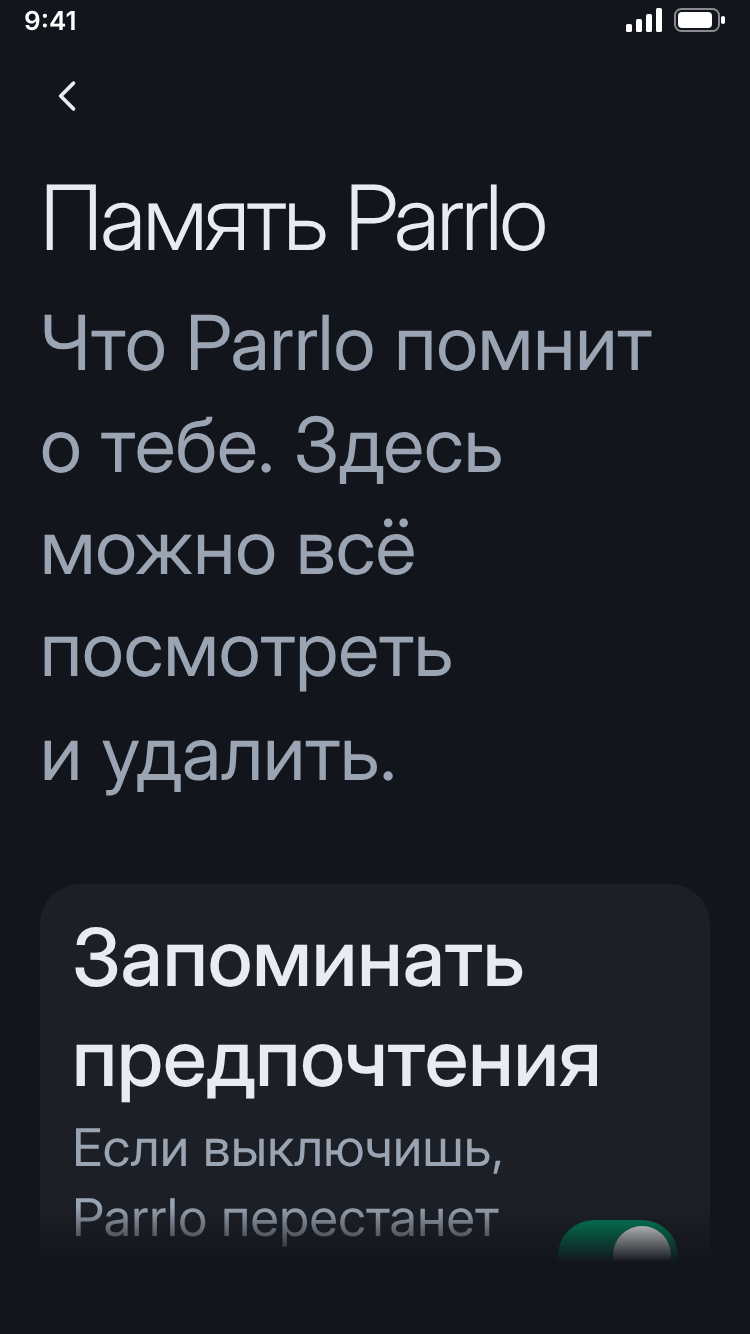 9:41
Память Parrlo
Что Parrlo помнит
о тебе. Здесь
можно всё
посмотреть
и удалить.
Запоминать
предпочтения
Если выключишь,
Parrlo перестанет